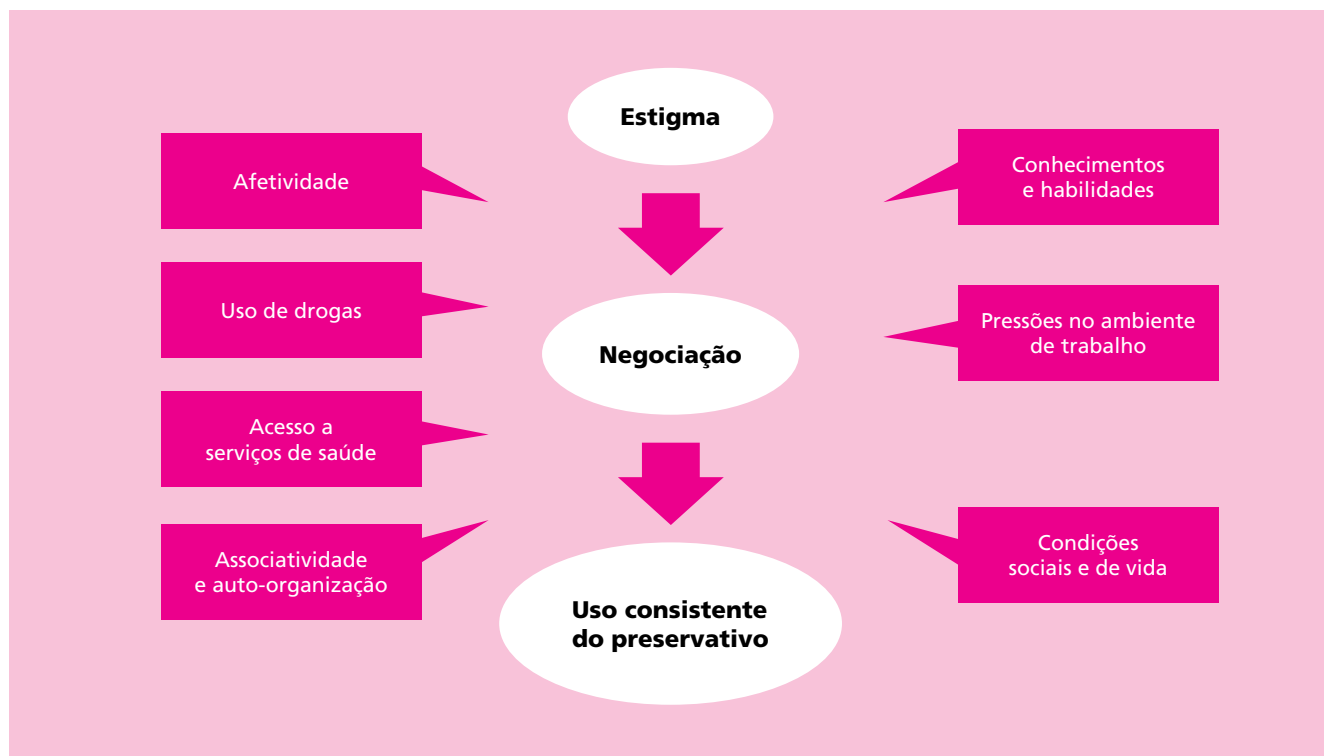 Estigma
Afetividade
Conhecimentos
e habilidades
Uso de drogas
Pressões no ambiente
de trabalho
Negociação
Acesso a
serviços de saúde
Associatividade
e auto-organização
Condições
sociais e de vida
Uso consistente
do preservativo